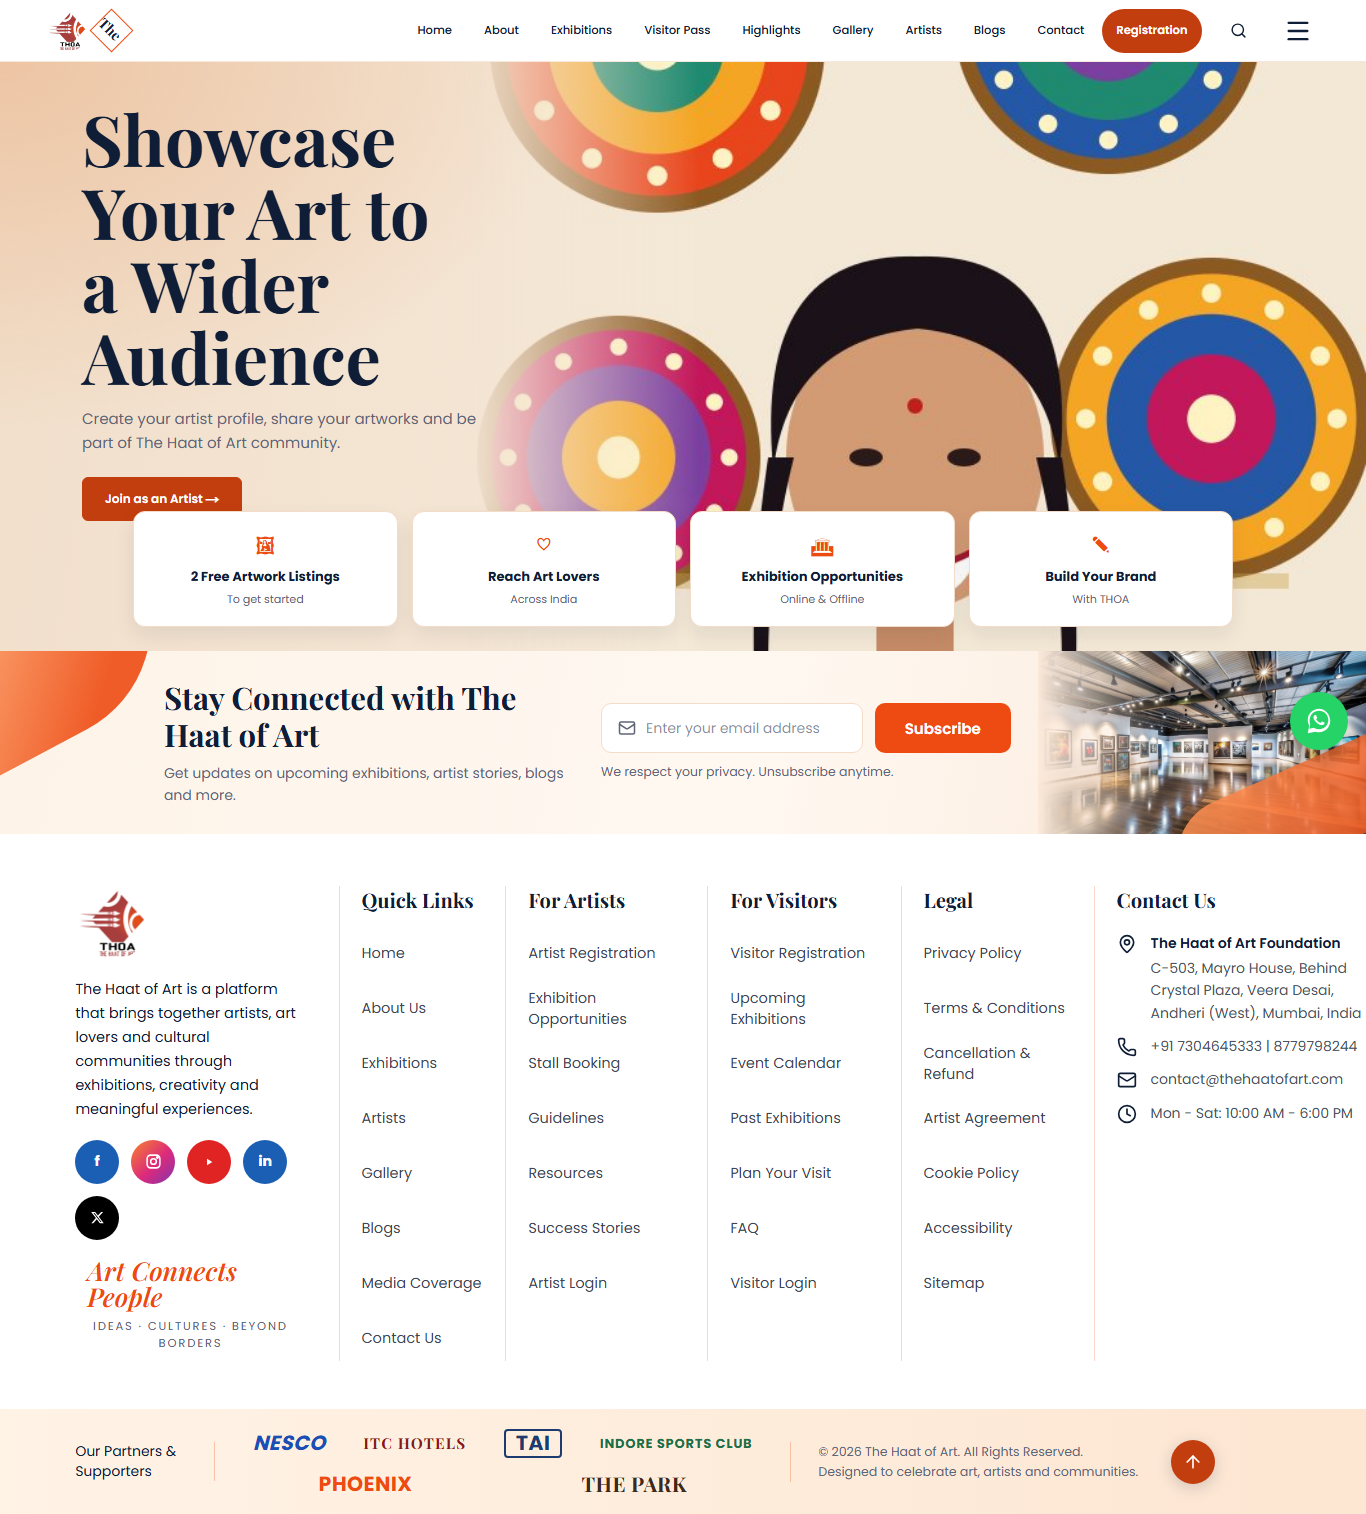 THOA
THE HAAT OF ART
The
Home
About
Exhibitions
Visitor Pass
Highlights
Gallery
Artists
Blogs
Contact
Registration
Showcase
Your Art to
a Wider
Audience
Create your artist profile, share your artworks and be
part of The Haat of Art community.
Join as an Artist →
2 Free Artwork Listings
To get started
Reach Art Lovers
Across India
Exhibition Opportunities
Online & Offline
Build Your Brand
With THOA
Stay Connected with The
Haat of Art
Get updates on upcoming exhibitions, artist stories, blogs
and more.
Enter your email address
Subscribe
We respect your privacy. Unsubscribe anytime.
THOA
THE HAAT OF ART
The Haat of Art is a platform
that brings together artists, art
lovers and cultural
communities through
exhibitions, creativity and
meaningful experiences.
f
in
X
Art Connects
People
IDEAS · CULTURES · BEYOND
BORDERS
Quick Links
Home
About Us
Exhibitions
Artists
Gallery
Blogs
Media Coverage
Contact Us
For Artists
Artist Registration
Exhibition
Opportunities
Stall Booking
Guidelines
Resources
Success Stories
Artist Login
For Visitors
Visitor Registration
Upcoming
Exhibitions
Event Calendar
Past Exhibitions
Plan Your Visit
FAQ
Visitor Login
Legal
Privacy Policy
Terms & Conditions
Cancellation &
Refund
Artist Agreement
Cookie Policy
Accessibility
Sitemap
Contact Us
The Haat of Art Foundation
C-503, Mayro House, Behind
Crystal Plaza, Veera Desai,
Andheri (West), Mumbai, India
+91 7304645333 | 8779798244
contact@thehaatofart.com
Mon - Sat: 10:00 AM - 6:00 PM
Our Partners &
Supporters
NESCO
ITC HOTELS
TAI
INDORE SPORTS CLUB
PHOENIX
THE PARK
© 2026 The Haat of Art. All Rights Reserved.
Designed to celebrate art, artists and communities.